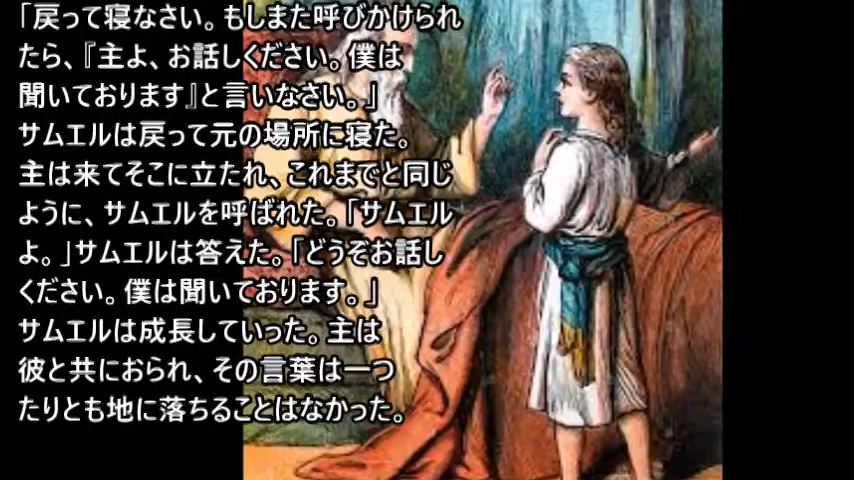 「戻って寝なさい。もしまた呼びかけられ
たら、『主よ、お話しください。僕は
聞いております』と言いなさい。」
サムエルは戻って元の場所に寝た。
主は来てそこに立たれ、これまでと同じ
ように、サムエルを呼ばれた。「サムエル
よ。」サムエルは答えた。「どうぞお話し
ください。僕は聞いております。」
サムエルは成長していった。主は
彼と共におられ、その言葉は一つ
たりとも地に落ちることはなかった。